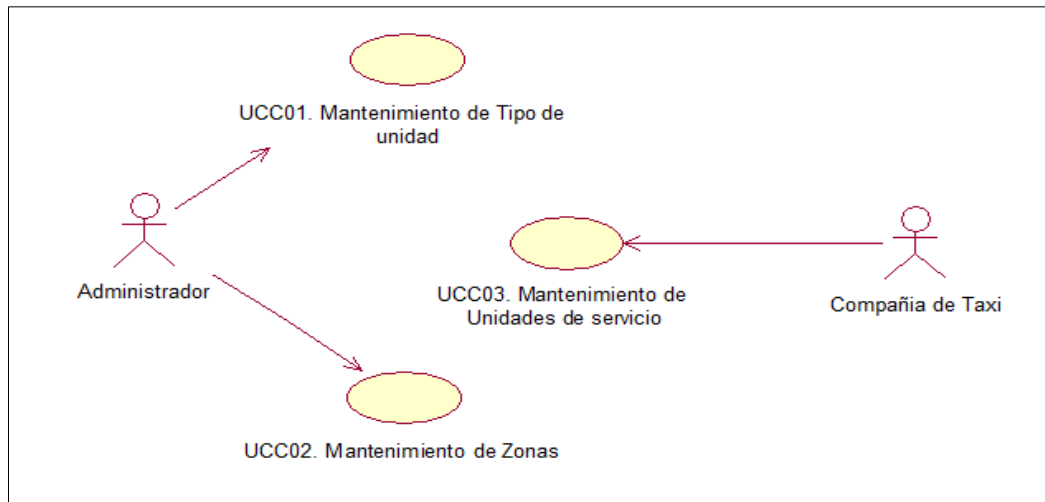 UCC01. Mantenimiento de Tipo de
unidad
Administrador
UCC03. Mantenimiento de
Unidades de servicio
Compañia de Taxi
UCC02. Mantenimiento de Zonas